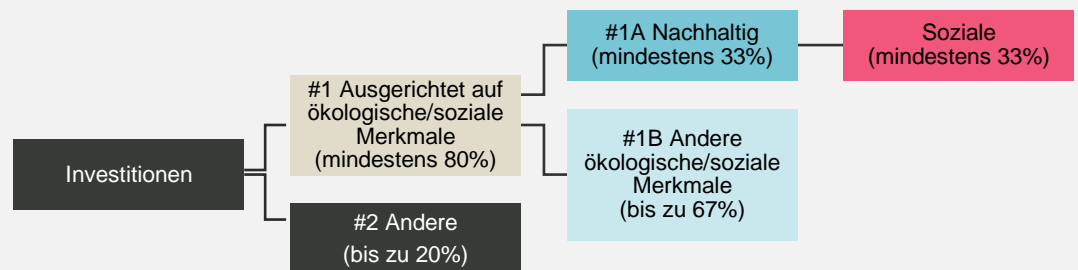 Investitionen
#1 Ausgerichtet auf
ökologische/soziale
Merkmale
(mindestens 80%)
#2 Andere
(bis zu 20%)
#1A Nachhaltig
(mindestens 33%)
#1B Andere
ökologische/soziale
Merkmale
(bis zu 67%)
Soziale
(mindestens 33%)